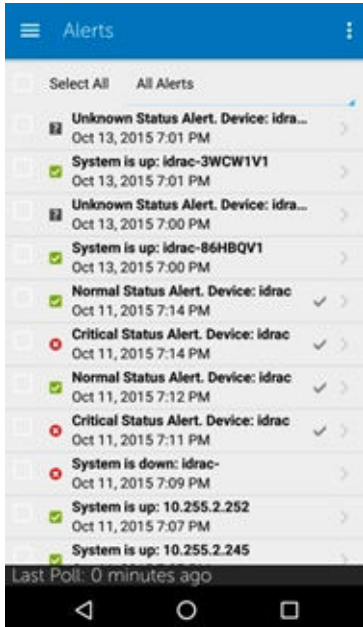 Alerts
Select All All Alerts
Unknown Status Alert. Device: idra...
Oct 13, 2015 7:01 PM
System is up: idrac-3WCW1V1
Oct 13, 2015 7:01 PM
Unknown Status Alert. Device: idra...
Oct 13, 2015 7:00 PM
System is up: idrac-86HBQV1
Oct 13, 2015 7:00 PM
Normal Status Alert. Device: idrac
Oct 11, 2015 7:14 PM
Critical Status Alert. Device: idrac
Oct 11, 2015 7:14 PM
Normal Status Alert. Device: idrac
Oct 11, 2015 7:12 PM
Critical Status Alert. Device: idrac
Oct 11, 2015 7:11 PM
System is down: idrac-
Oct 11, 2015 7:09 PM
System is up: 10.255.2.252
Oct 11, 2015 7:07 PM
System is up: 10.255.2.245
Last Poll: 0 minutes ago